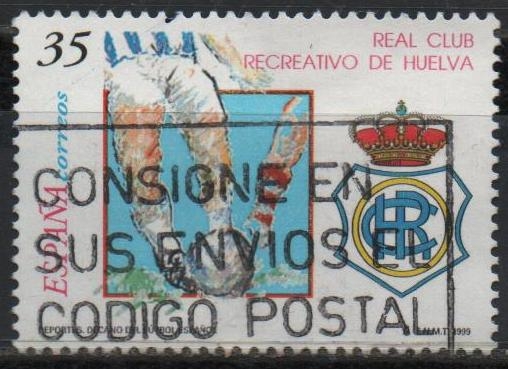 35
REAL CLUB
RECREATIVO DE HUELVA
ESPAÑA correos
CONSIGNE EN
SUS ENVIOS EL
CODIGO POSTAL
DEPORTES. DECANO DEL FÚTBOL ESPAÑOL
F.N.M.T. 1999